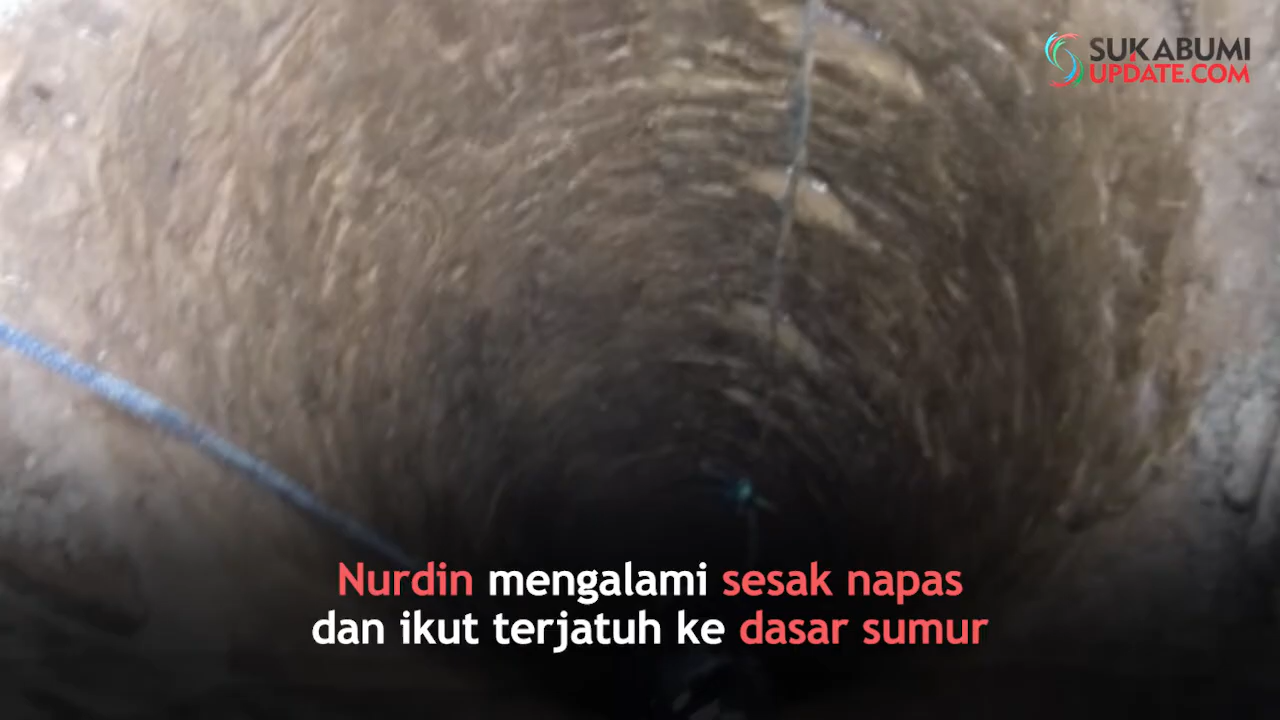 SUKABUMI
UPDATE.COM
Nurdin mengalami sesak napas
dan ikut terjatuh ke dasar sumur